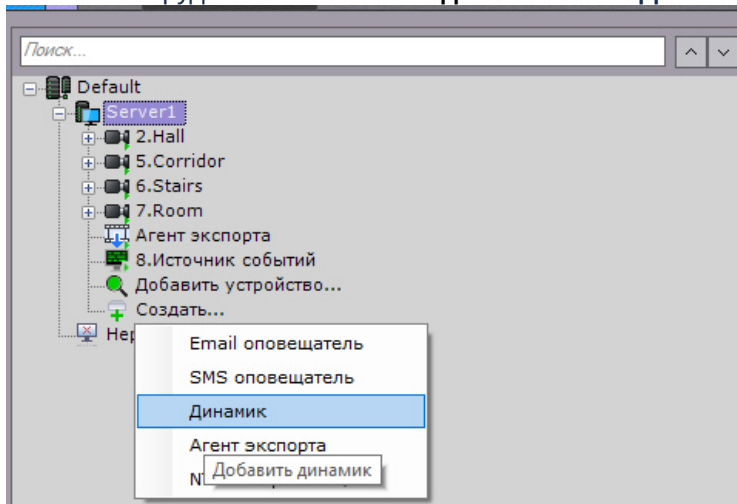 Поиск...
Default
Server1
2.Hall
5.Corridor
6.Stairs
7.Room
Агент экспорта
8.Источник событий
Добавить устройство...
Создать...
Email оповещатель
SMS оповещатель
Динамик
Агент экспорта
Добавить динамик